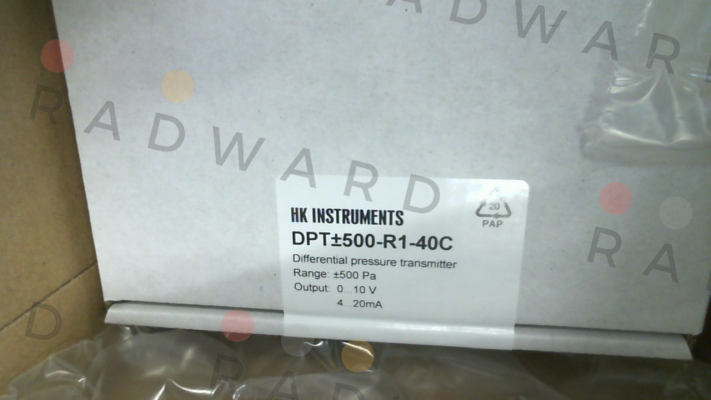 RADWARD
RADWARD
HK INSTRUMENTS
DPT±500-R1-40C
Differential pressure transmitter
Range: ±500 Pa
Output: 0...10 V
4...20mA
20
PAP
RA
D
RADWARD